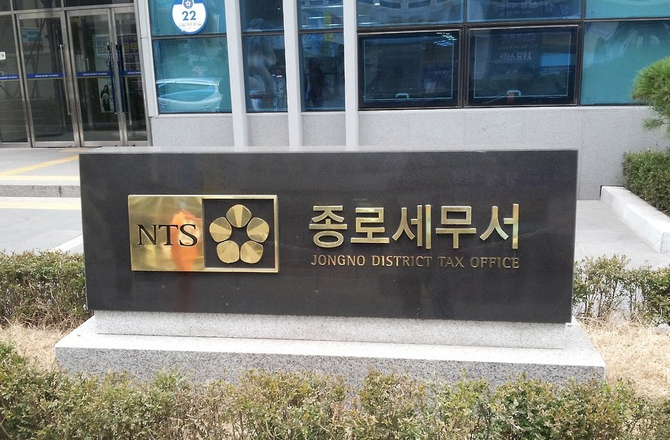 22
NTS
종로세무서
JONGNO DISTRICT TAX OFFICE